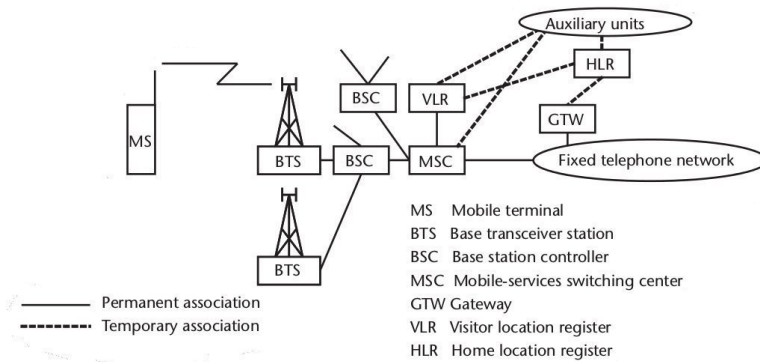 Auxiliary units
HLR
BSC
VLR
GTW
MS
BTS
BSC
MSC
Fixed telephone network
BTS
MS Mobile terminal
BTS Base transceiver station
BSC Base station controller
MSC Mobile-services switching center
GTW Gateway
VLR Visitor location register
HLR Home location register
Permanent association
Temporary association